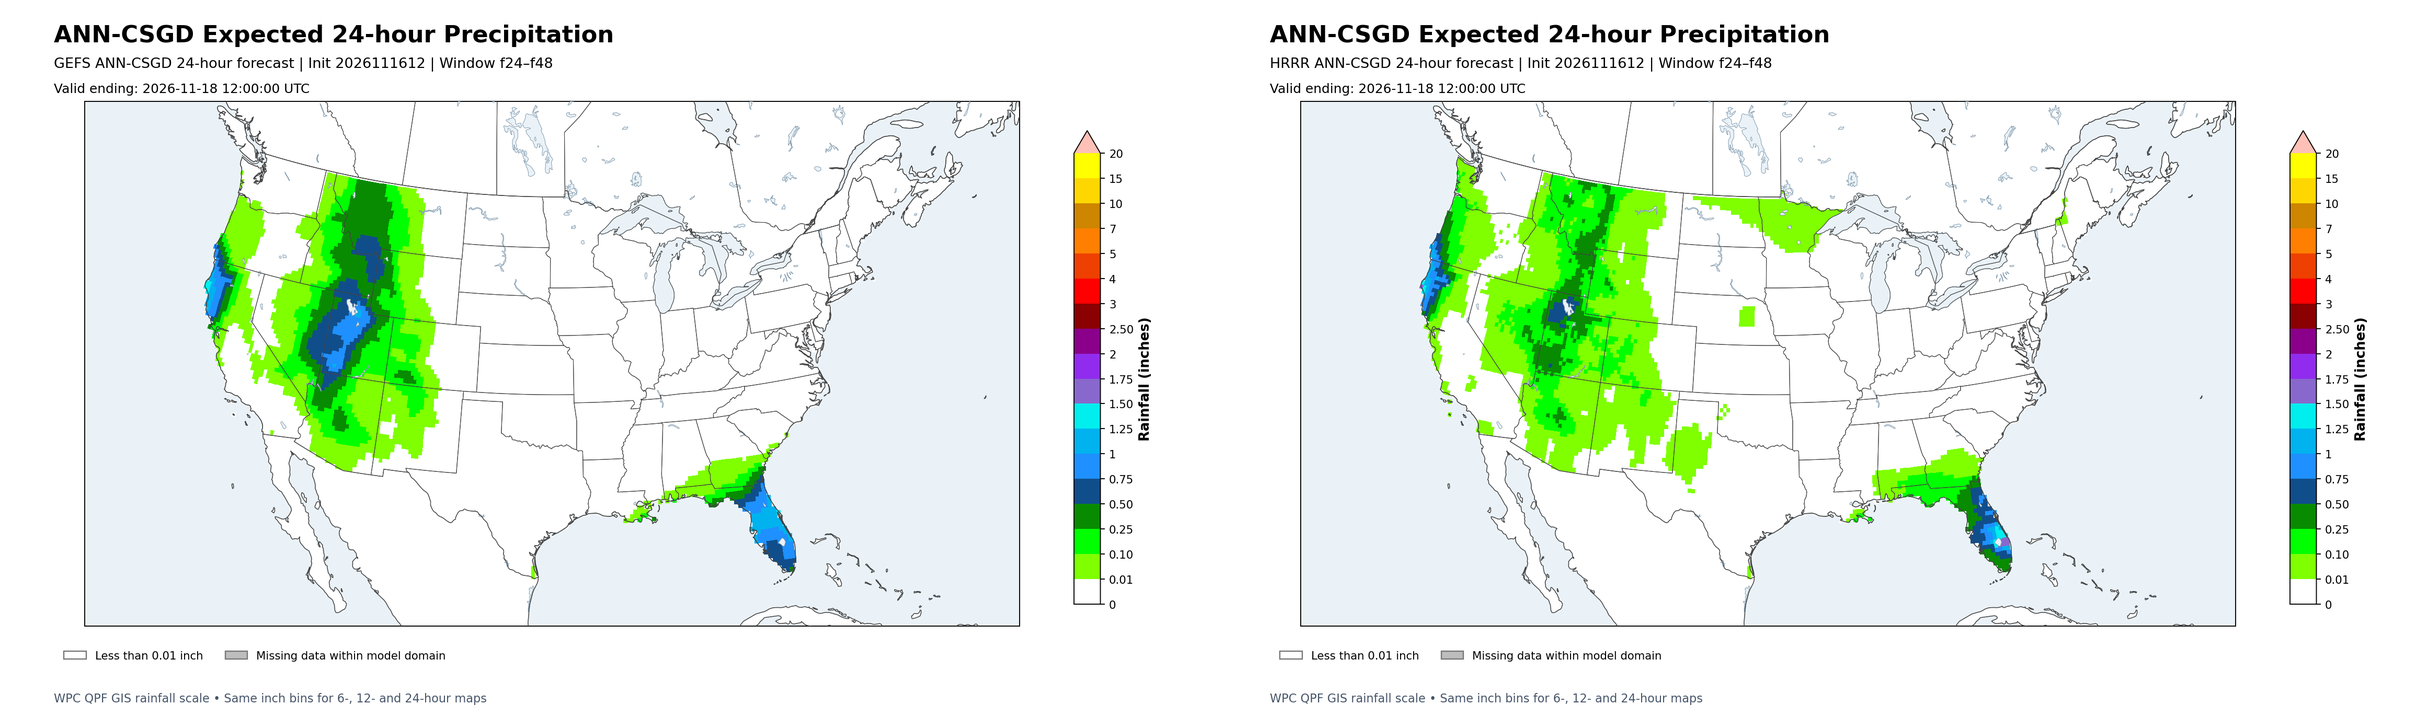 ANN-CSGD Expected 24-hour Precipitation
GEFS ANN-CSGD 24-hour forecast | Init 2026111612 | Window f24–f48
Valid ending: 2026-11-18 12:00:00 UTC
20
15
10
7
5
4
3
2.50
2
1.75
1.50
1.25
1
0.75
0.50
0.25
0.10
0.01
0
Rainfall (inches)
Less than 0.01 inch
Missing data within model domain
WPC QPF GIS rainfall scale • Same inch bins for 6-, 12- and 24-hour maps
ANN-CSGD Expected 24-hour Precipitation
HRRR ANN-CSGD 24-hour forecast | Init 2026111612 | Window f24–f48
Valid ending: 2026-11-18 12:00:00 UTC
20
15
10
7
5
4
3
2.50
2
1.75
1.50
1.25
1
0.75
0.50
0.25
0.10
0.01
0
Rainfall (inches)
Less than 0.01 inch
Missing data within model domain
WPC QPF GIS rainfall scale • Same inch bins for 6-, 12- and 24-hour maps